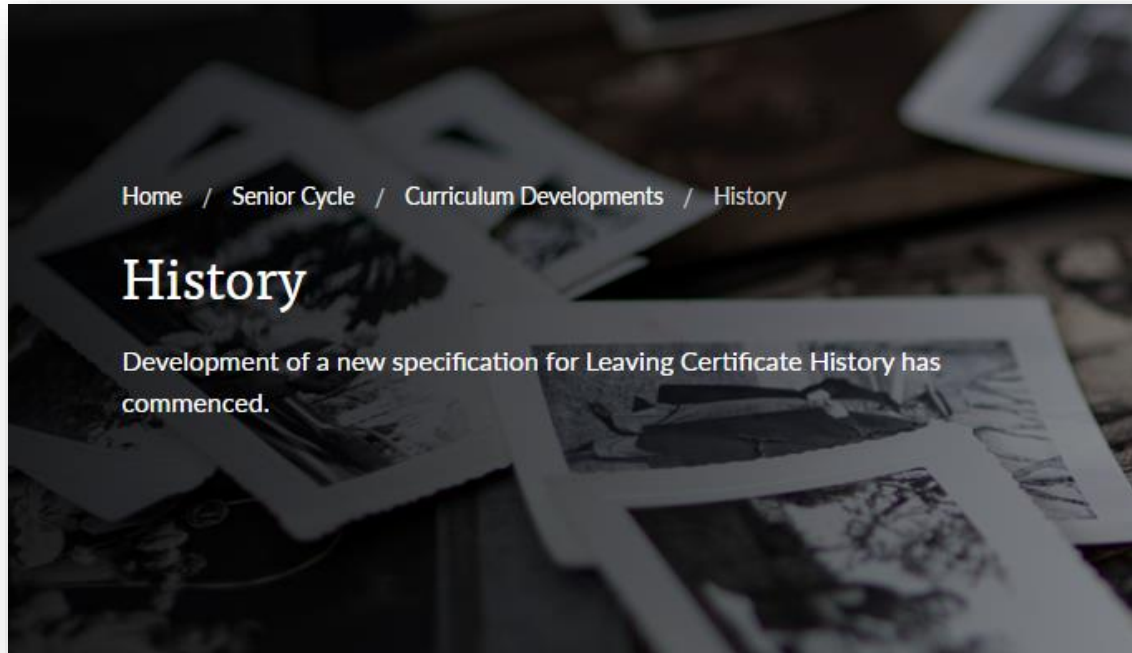 Home / Senior Cycle / Curriculum Developments / History
History
Development of a new specification for Leaving Certificate History has
commenced.